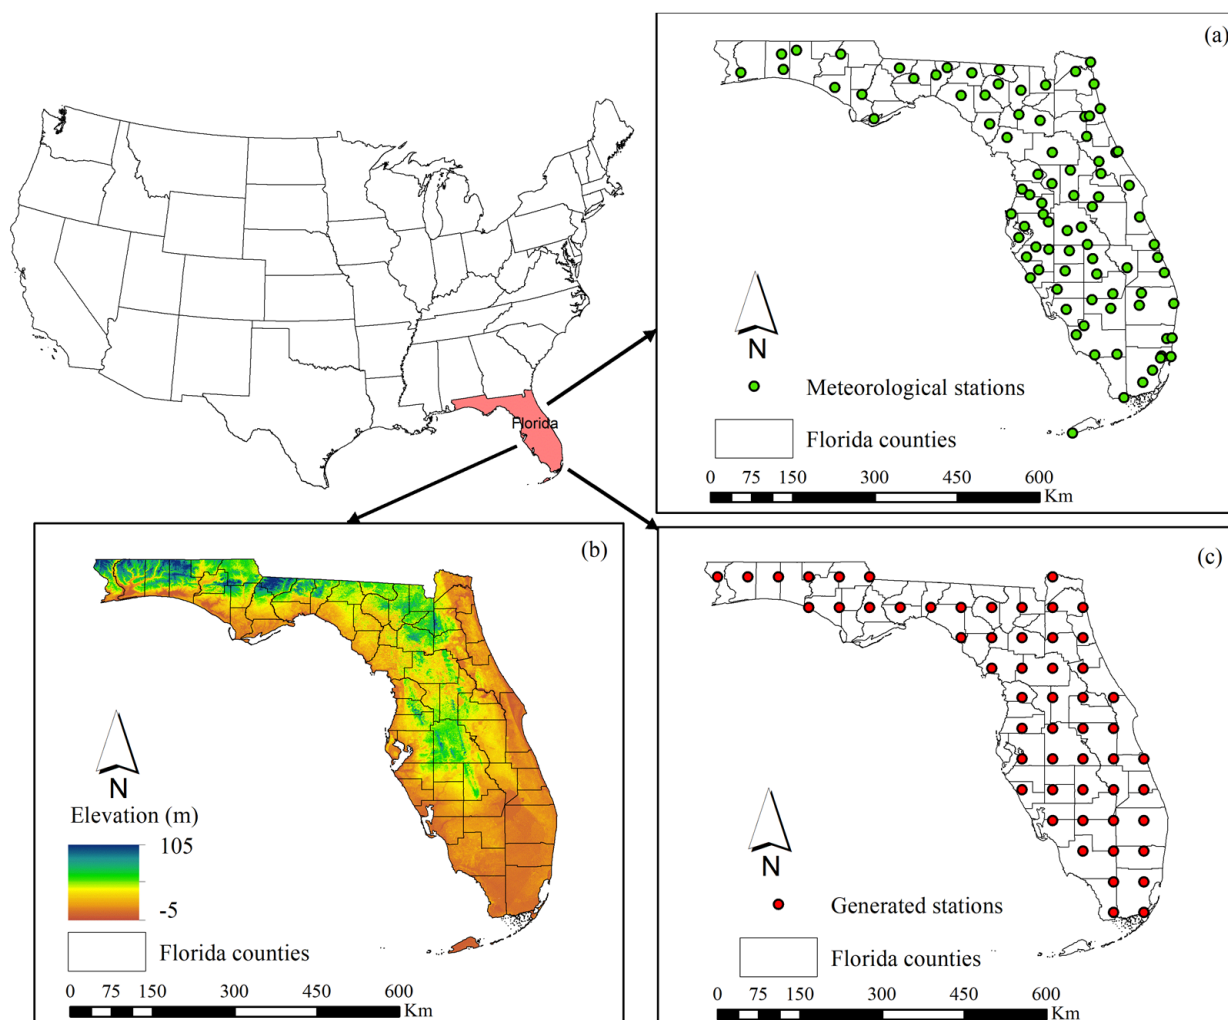 (a)
Florida
N
Meteorological stations
Florida counties
0 75 150 300 450 600
Km
(b)
N
Elevation (m)
105
-5
Florida counties
0 75 150 300 450 600
Km
(c)
N
Generated stations
Florida counties
0 75 150 300 450 600
Km